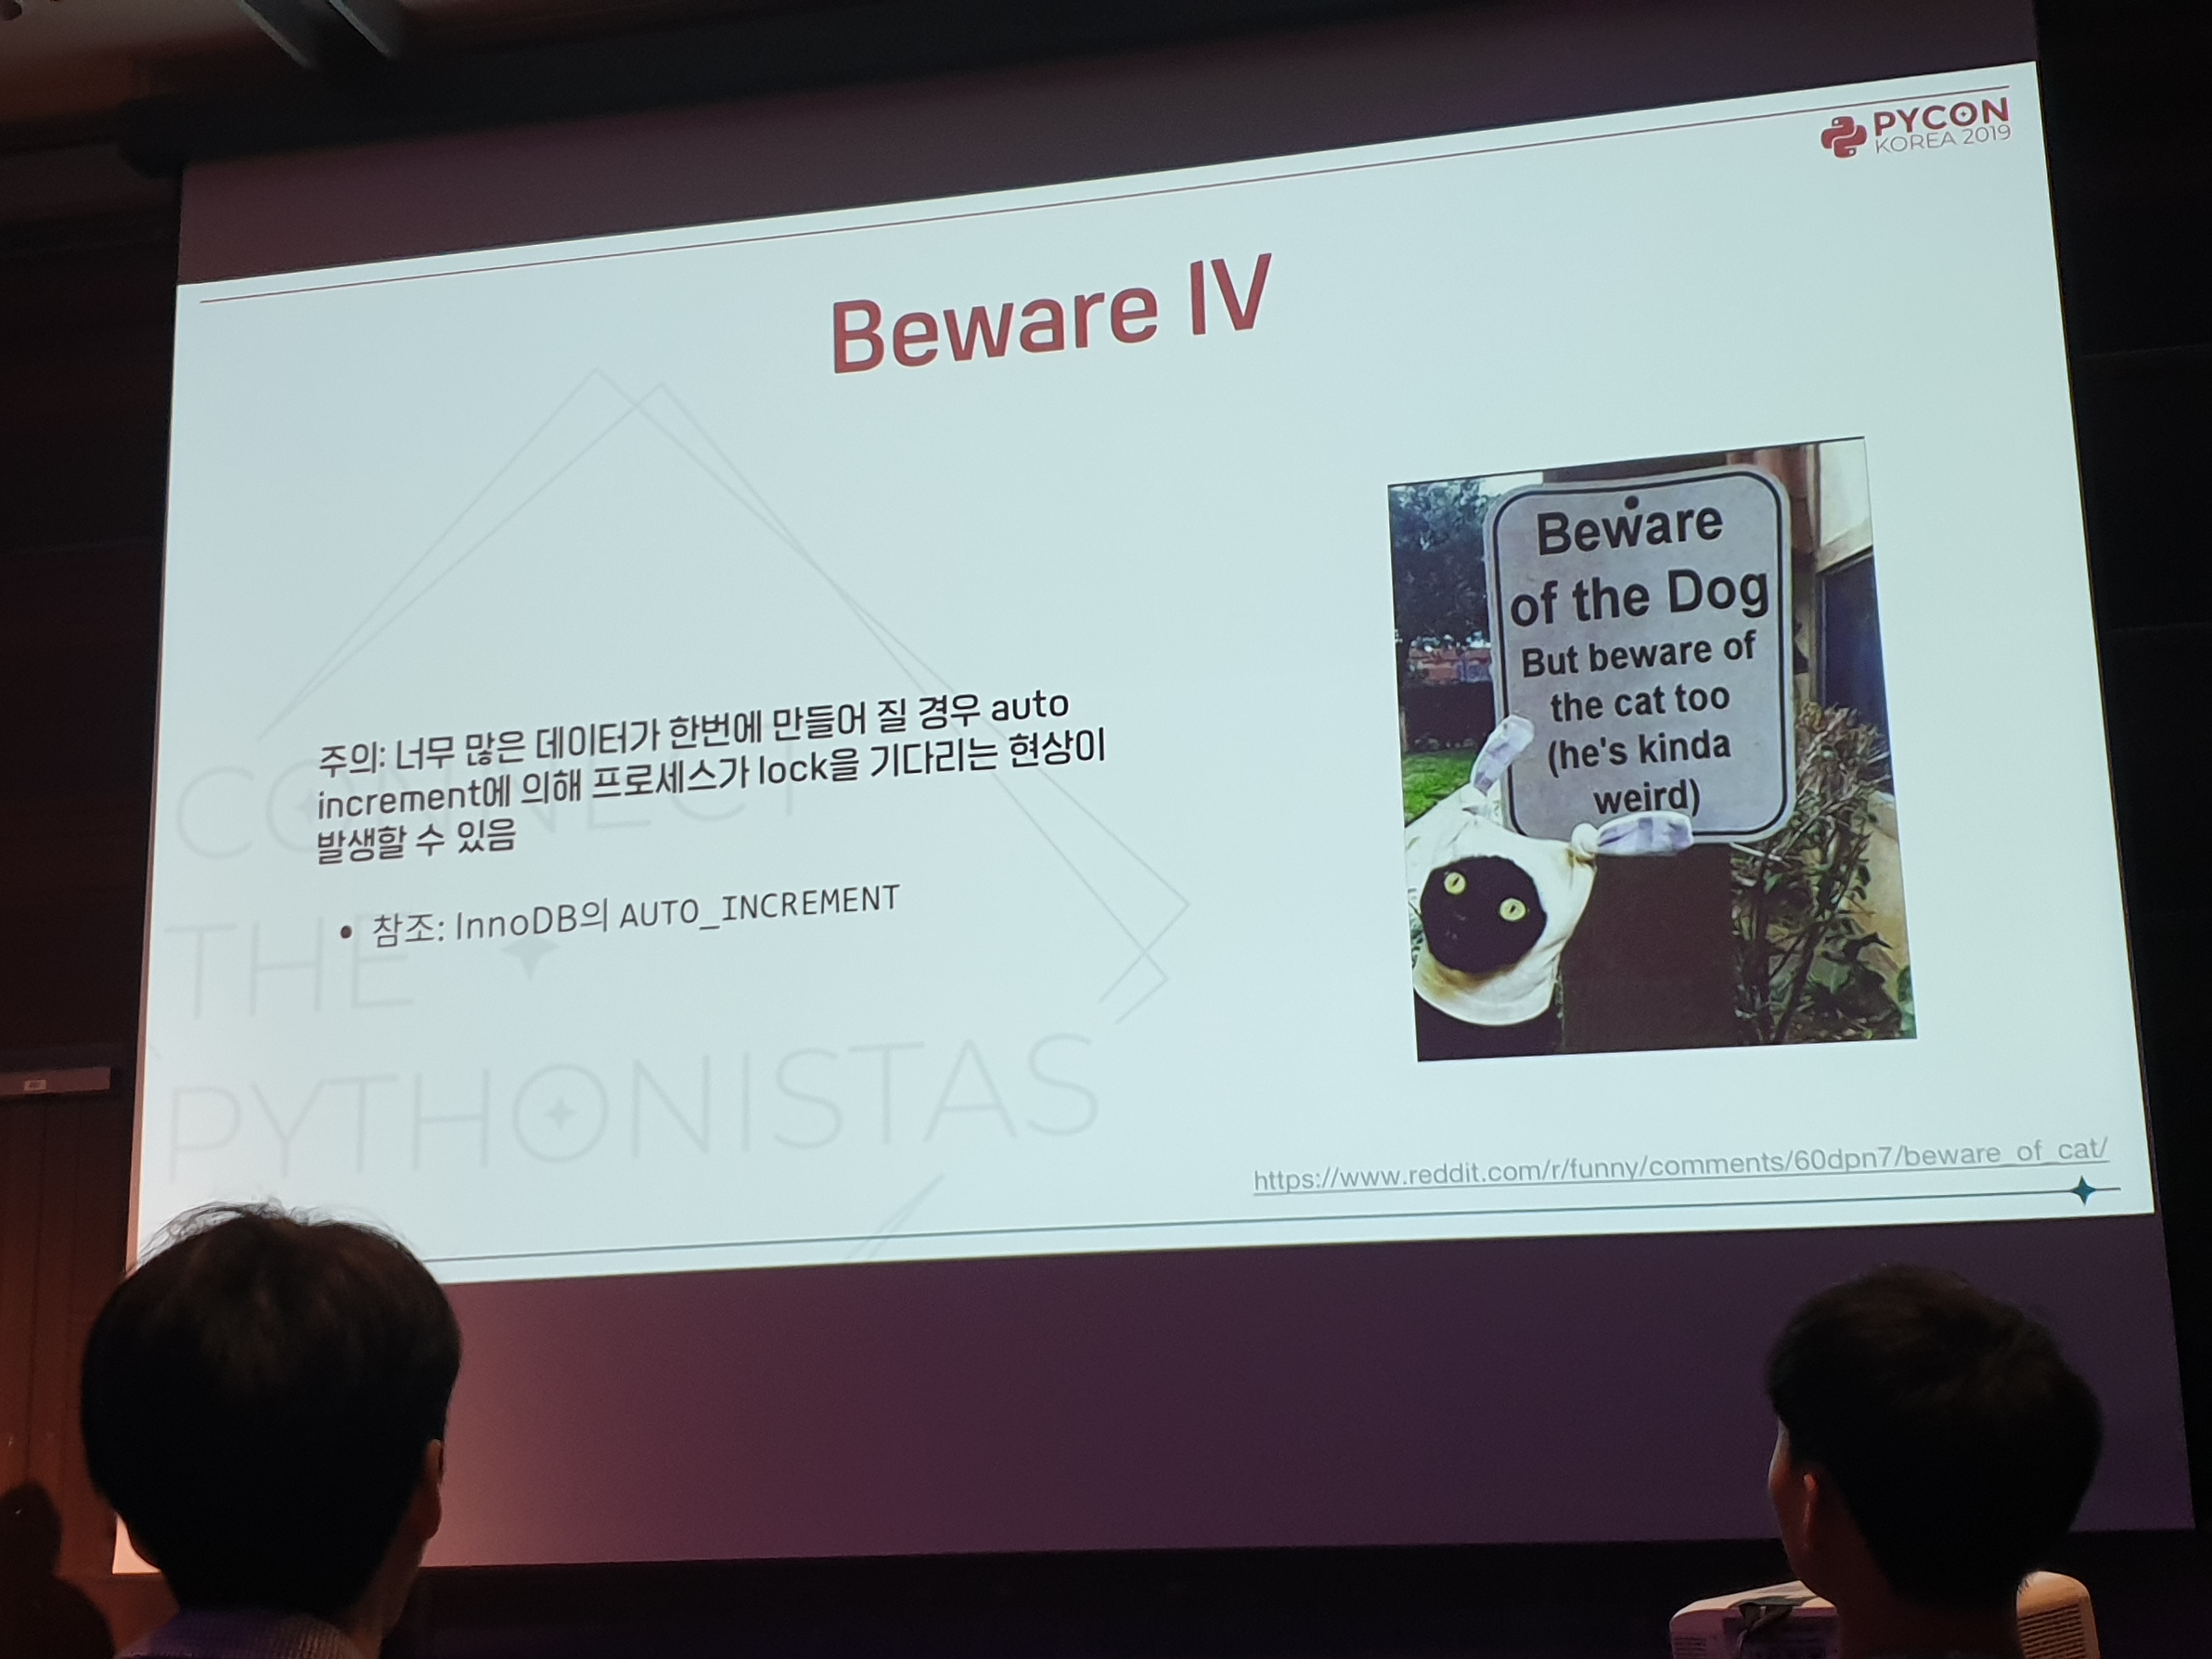 PYCON
KOREA 2019
Beware IV
주의: 너무 많은 데이터가 한번에 만들어 질 경우 auto
increment에 의해 프로세스가 lock을 기다리는 현상이
발생할 수 있음
• 참조: InnoDB의 AUTO_INCREMENT
Beware
of the Dog
But beware of
the cat too
(he's kinda
weird)
CONNECT
THE
PYTHONISTAS
https://www.reddit.com/r/funny/comments/60dpn7/beware_of_cat/